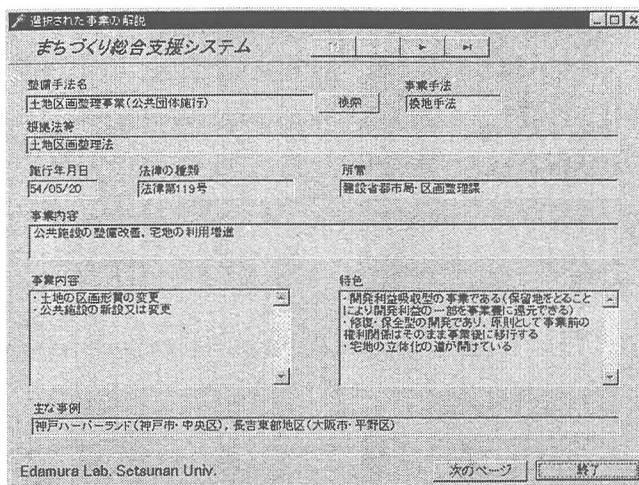 選択された事業の解説
まちづくり総合支援システム
整備手法名
事業手法
土地区画整理事業(公共団体施行)
検索
換地手法
根拠法等
土地区画整理法
施行年月日
法律の種類
所管
54/05/20
法律第119号
建設省都市局・区画整理課
事業内容
公共施設の整備改善, 宅地の利用増進
事業内容
特色
・土地の区画形質の変更
・公共施設の新設又は変更
・開発利益吸収型の事業である(保留地をとること
により開発利益の一部を事業費に還元できる)
・修復・保全型の開発であり、原則として事業前の
権利関係はそのまま事業後に移行する
・宅地の立体化の道が開けている
主な事例
神戸ハーバーランド(神戸市・中央区), 長吉東部地区(大阪市・平野区)
Edamura Lab. Setsunan Univ.
次のページ
終了